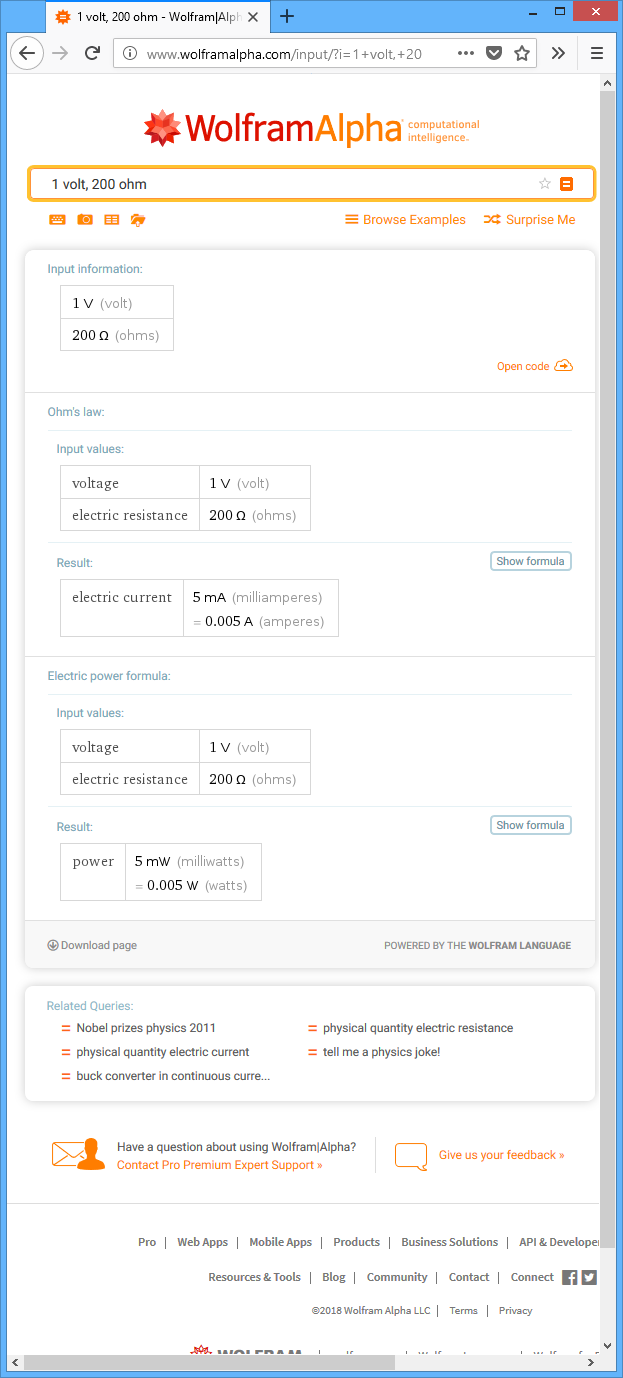 1 volt, 200 ohm - Wolfram|Alph
www.wolframalpha.com/input/?i=1+volt,+20
WolframAlpha computational intelligence™
1 volt, 200 ohm
Browse Examples Surprise Me
Input information:
1 V (volt)
200 Ω (ohms)
Open code
Ohm's law:
Input values:
voltage 1 V (volt)
electric resistance 200 Ω (ohms)
Result: Show formula
electric current 5 mA (milliamperes)
= 0.005 A (amperes)
Electric power formula:
Input values:
voltage 1 V (volt)
electric resistance 200 Ω (ohms)
Result: Show formula
power 5 mW (milliwatts)
= 0.005 W (watts)
Download page POWERED BY THE WOLFRAM LANGUAGE
Related Queries:
= Nobel prizes physics 2011 = physical quantity electric resistance
= physical quantity electric current = tell me a physics joke!
= buck converter in continuous curre...
Have a question about using Wolfram|Alpha?
Contact Pro Premium Expert Support »
Give us your feedback »
Pro | Web Apps | Mobile Apps | Products | Business Solutions | API & Developer
Resources & Tools | Blog | Community | Contact | Connect
©2018 Wolfram Alpha LLC | Terms | Privacy
WOLFRAM